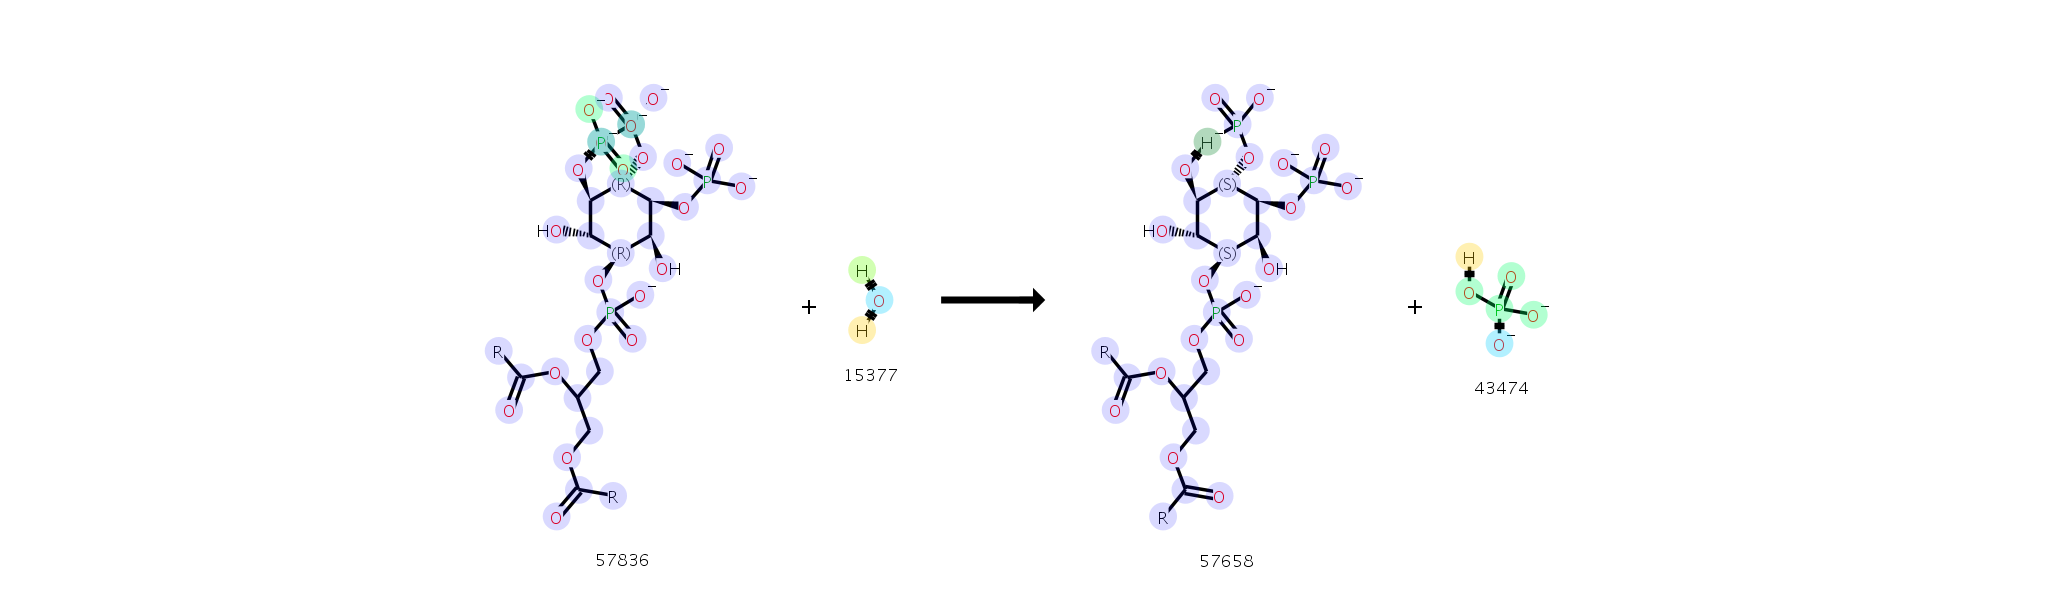 O⁻ O O⁻
P O⁻
O O O⁻ O
(R) P O⁻
O
HO
(R)
O OH
O⁻
P
O O
R
O
O
O
R
O
57836
+
H
O
H
15377
O O⁻
P
H⁻
O O O⁻ O
(S) P O⁻
O
HO
(S)
O OH
O⁻
P
O O
R
O
O
O
O
R
57658
+
H
O
O
P O⁻
O⁻
43474